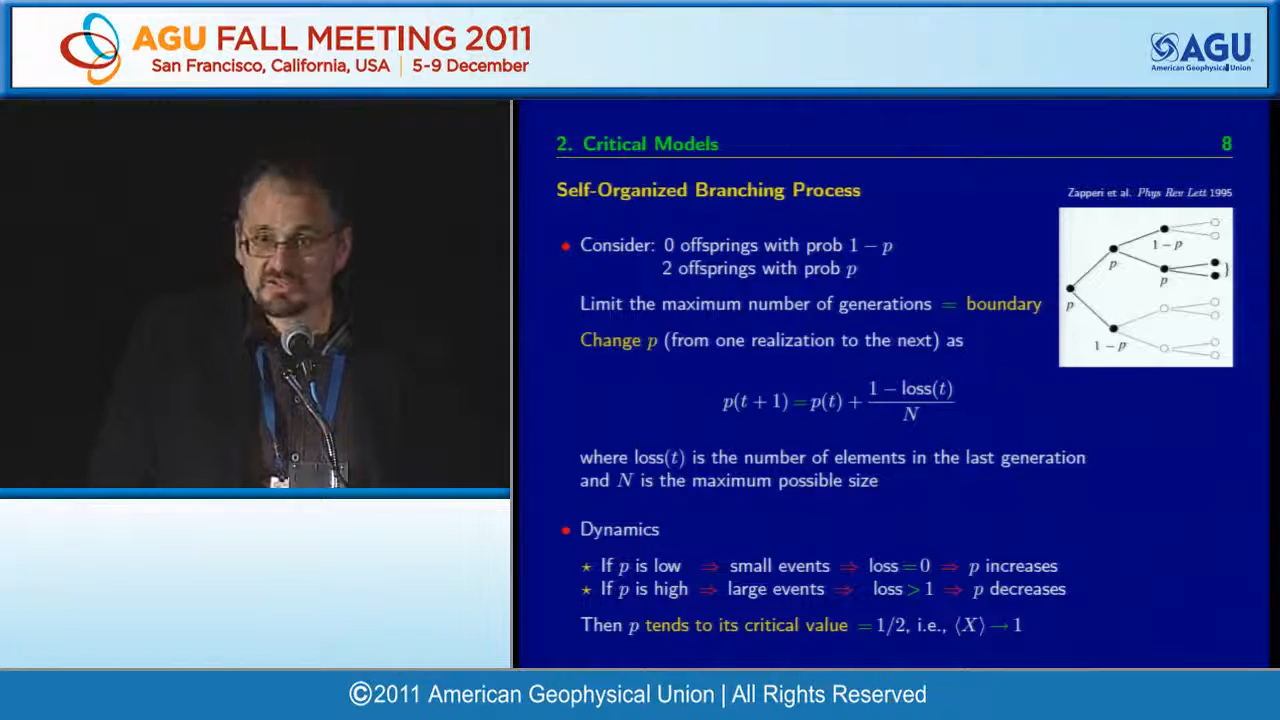 AGU FALL MEETING 2011
San Francisco, California, USA | 5-9 December
AGU
American Geophysical Union
2. Critical Models 8
Self-Organized Branching Process
Zapperi et al. Phys Rev Lett 1995
• Consider: 0 offsprings with prob 1 − p
2 offsprings with prob p
Limit the maximum number of generations = boundary
Change p (from one realization to the next) as
p(t + 1) = p(t) + (1 − loss(t))/N
where loss(t) is the number of elements in the last generation
and N is the maximum possible size
p
p
1−p
1−p
p
}
• Dynamics
⋆ If p is low ⇒ small events ⇒ loss = 0 ⇒ p increases
⋆ If p is high ⇒ large events ⇒ loss > 1 ⇒ p decreases
Then p tends to its critical value = 1/2, i.e., ⟨X⟩ → 1
©2011 American Geophysical Union | All Rights Reserved